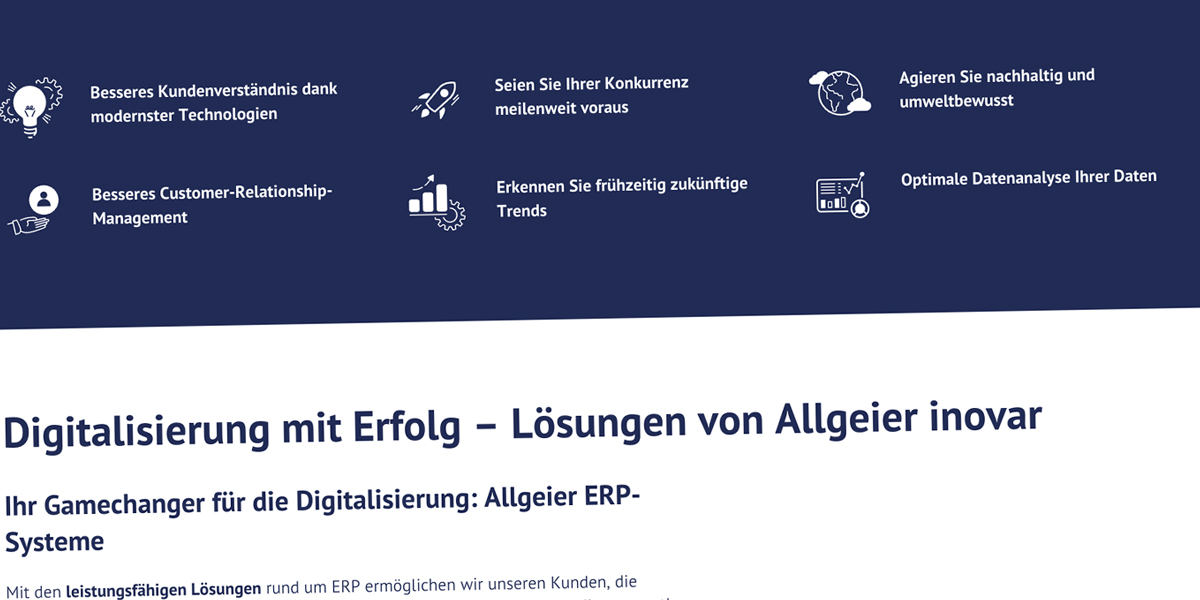 Besseres Kundenverständnis dank
modernster Technologien
Seien Sie Ihrer Konkurrenz
meilenweit voraus
Agieren Sie nachhaltig und
umweltbewusst
Besseres Customer-Relationship-
Management
Erkennen Sie frühzeitig zukünftige
Trends
Optimale Datenanalyse Ihrer Daten
Digitalisierung mit Erfolg – Lösungen von Allgeier inovar
Ihr Gamechanger für die Digitalisierung: Allgeier ERP-
Systeme
Mit den leistungsfähigen Lösungen rund um ERP ermöglichen wir unseren Kunden, die